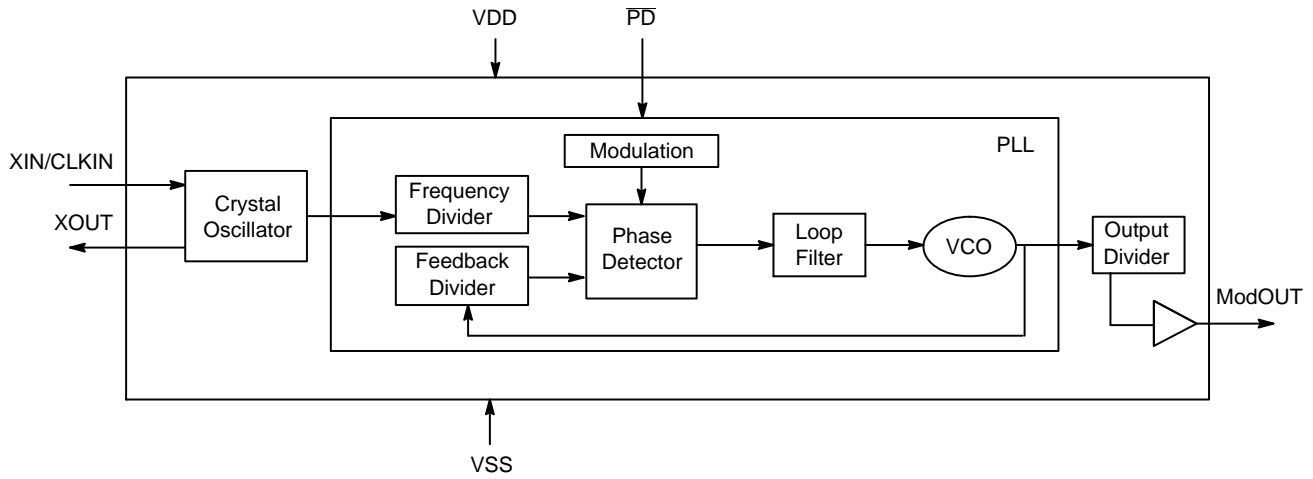 VDD
PD
PLL
Modulation
XIN/CLKIN
XOUT
Crystal
Oscillator
Frequency
Divider
Feedback
Divider
Phase
Detector
Loop
Filter
VCO
Output
Divider
ModOUT
VSS